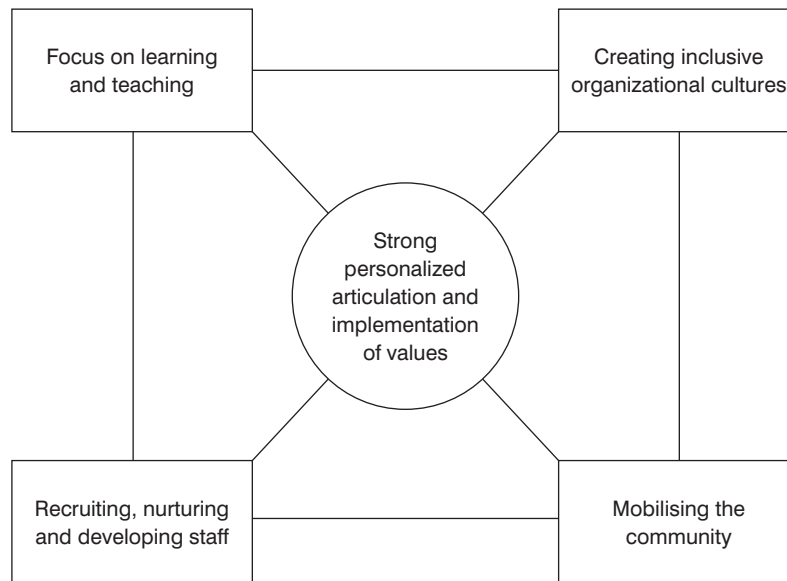 Focus on learning
and teaching
Creating inclusive
organizational cultures
Strong
personalized
articulation and
implementation
of values
Recruiting, nurturing
and developing staff
Mobilising the
community